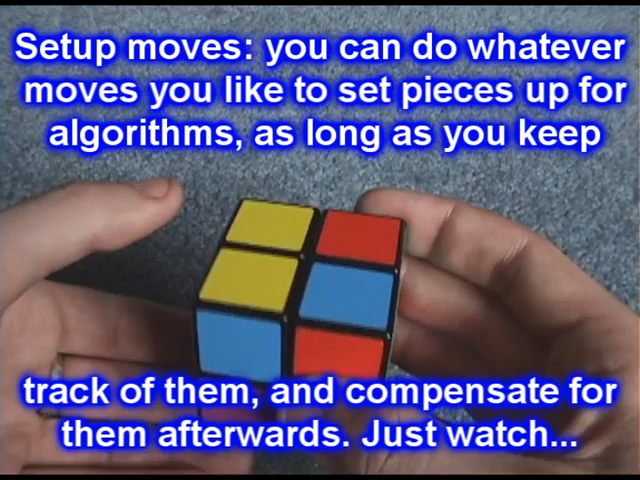 Setup moves: you can do whatever
moves you like to set pieces up for
algorithms, as long as you keep
track of them, and compensate for
them afterwards. Just watch...